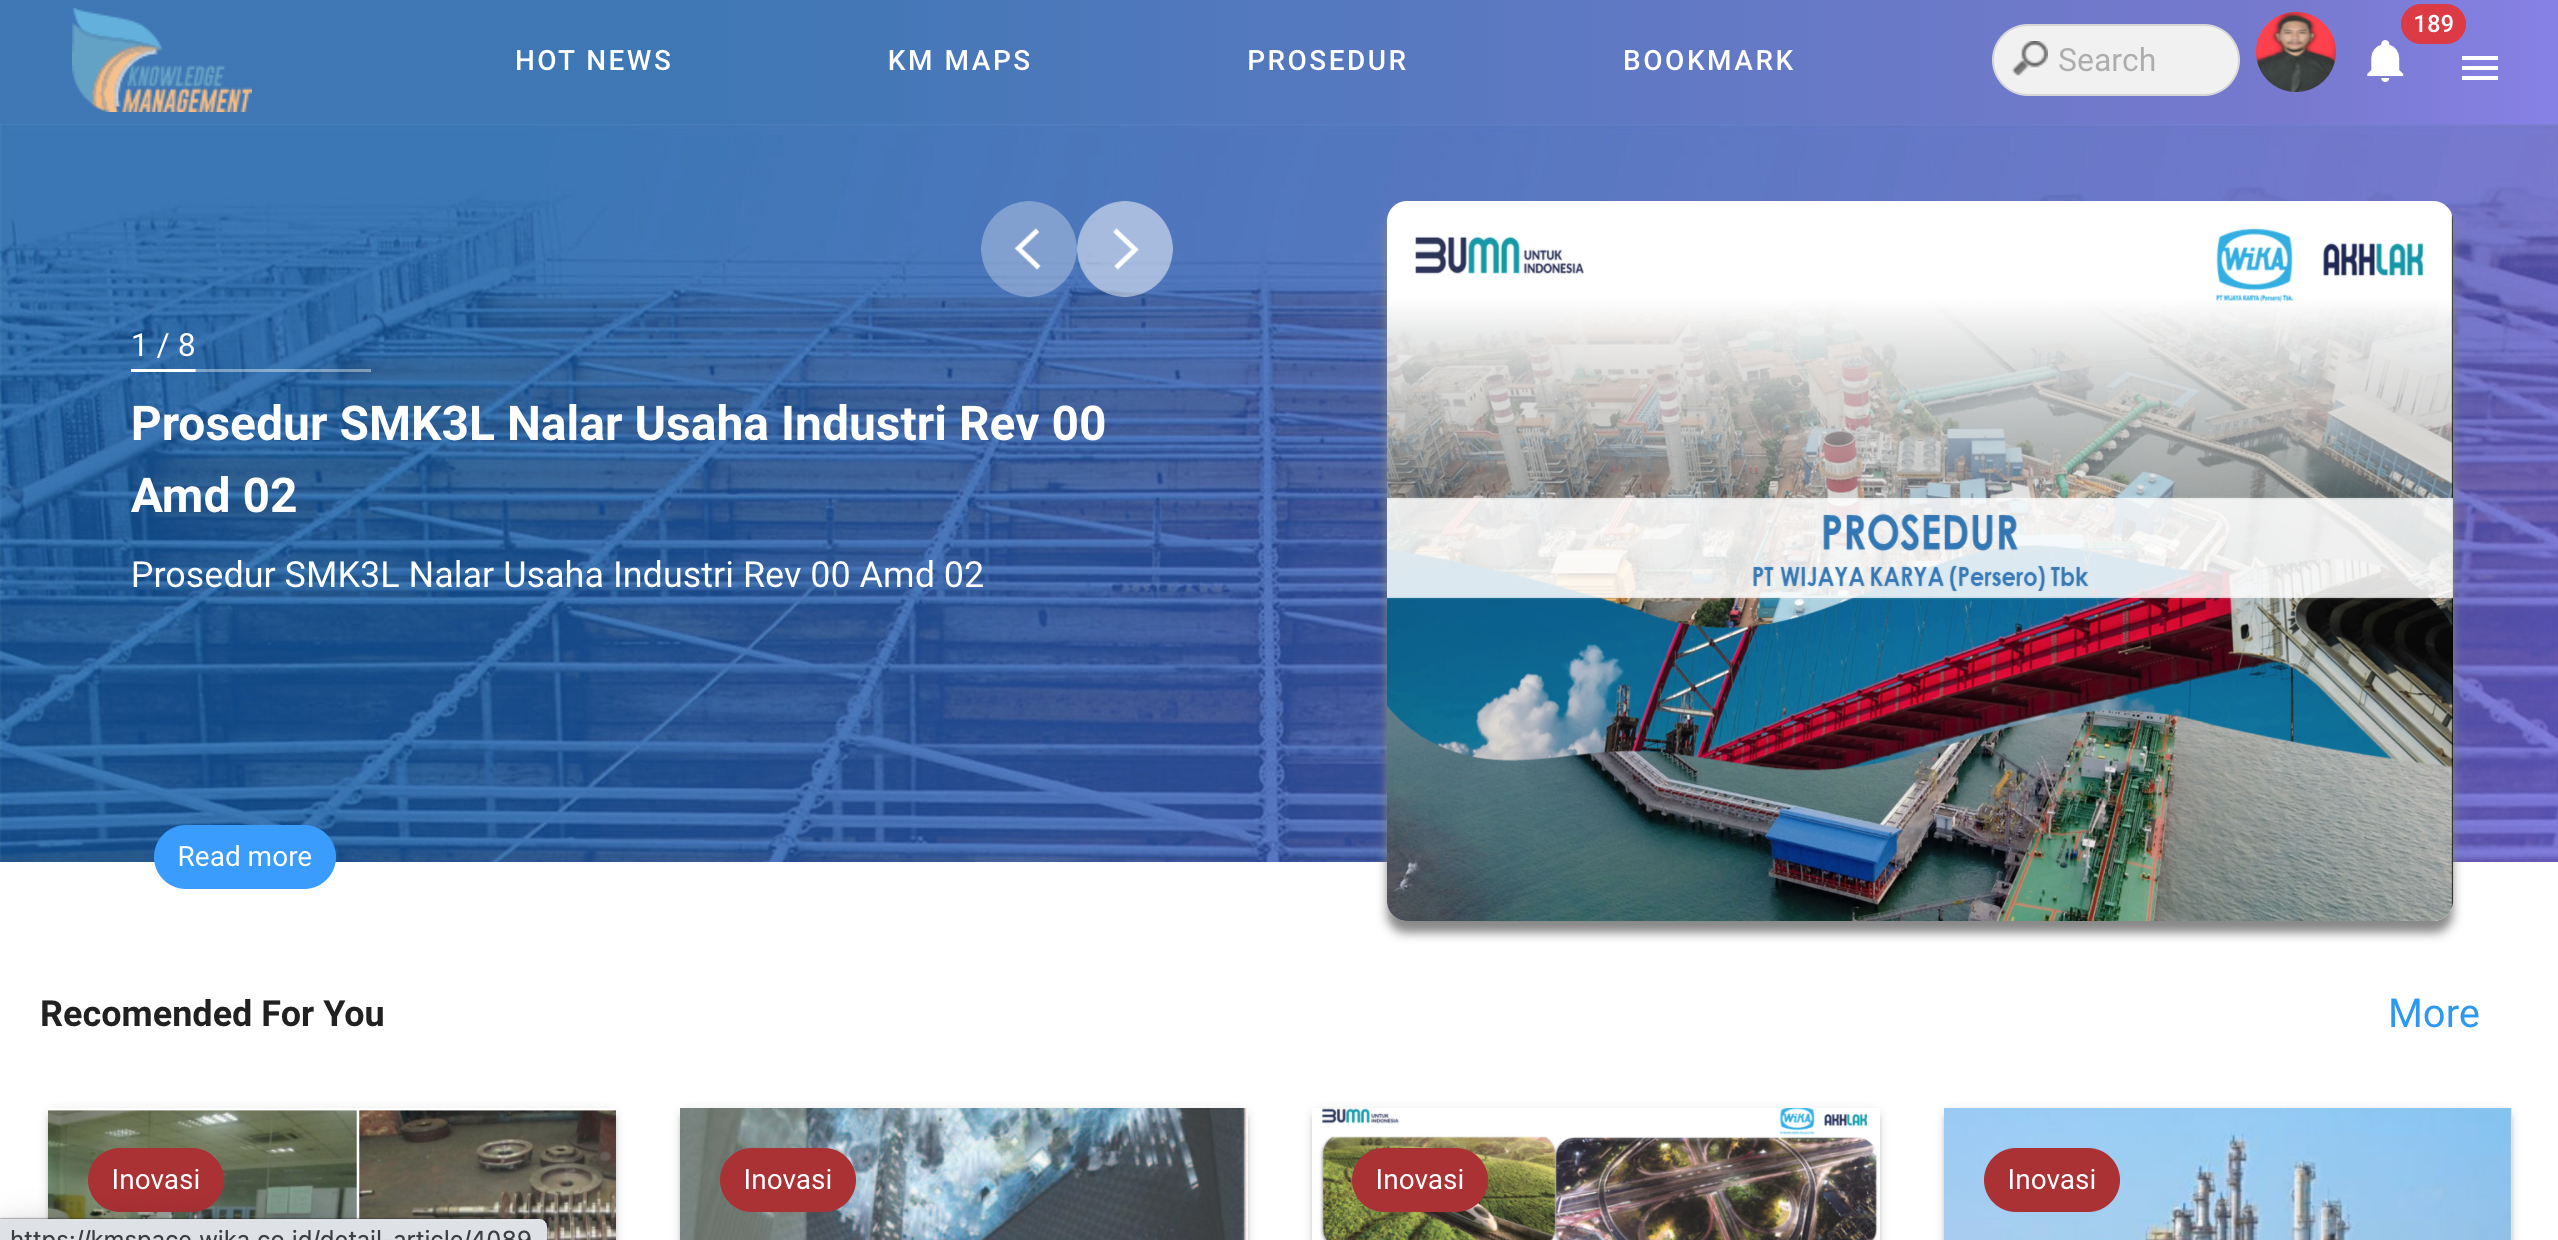 KNOWLEDGE
MANAGEMENT
HOT NEWS
KM MAPS
PROSEDUR
BOOKMARK
Search
189
1 / 8
Prosedur SMK3L Nalar Usaha Industri Rev 00
Amd 02
Prosedur SMK3L Nalar Usaha Industri Rev 00 Amd 02
Read more
BUMN UNTUK
INDONESIA
WiKA
PT WIJAYA KARYA (Persero) Tbk.
AKHLAK
PROSEDUR
PT WIJAYA KARYA (Persero) Tbk
Recomended For You
More
Inovasi
Inovasi
BUMN UNTUK
INDONESIA
WiKA
AKHLAK
Inovasi
Inovasi
https://kmspace.wika.co.id/detail_article/4089